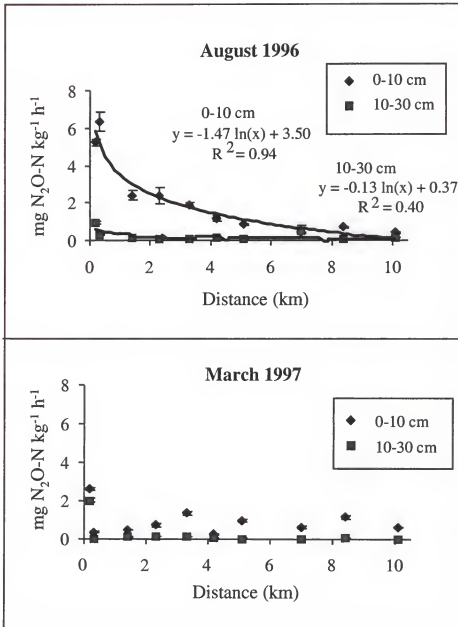 August 1996
◆ 0-10 cm
■ 10-30 cm
0-10 cm
y = -1.47 ln(x) + 3.50
R² = 0.94
10-30 cm
y = -0.13 ln(x) + 0.37
R² = 0.40
mg N₂O-N kg⁻¹ h⁻¹
8
6
4
2
0
0 2 4 6 8 10
Distance (km)
March 1997
◆ 0-10 cm
■ 10-30 cm
mg N₂O-N kg⁻¹ h⁻¹
8
6
4
2
0
0 2 4 6 8 10
Distance (km)